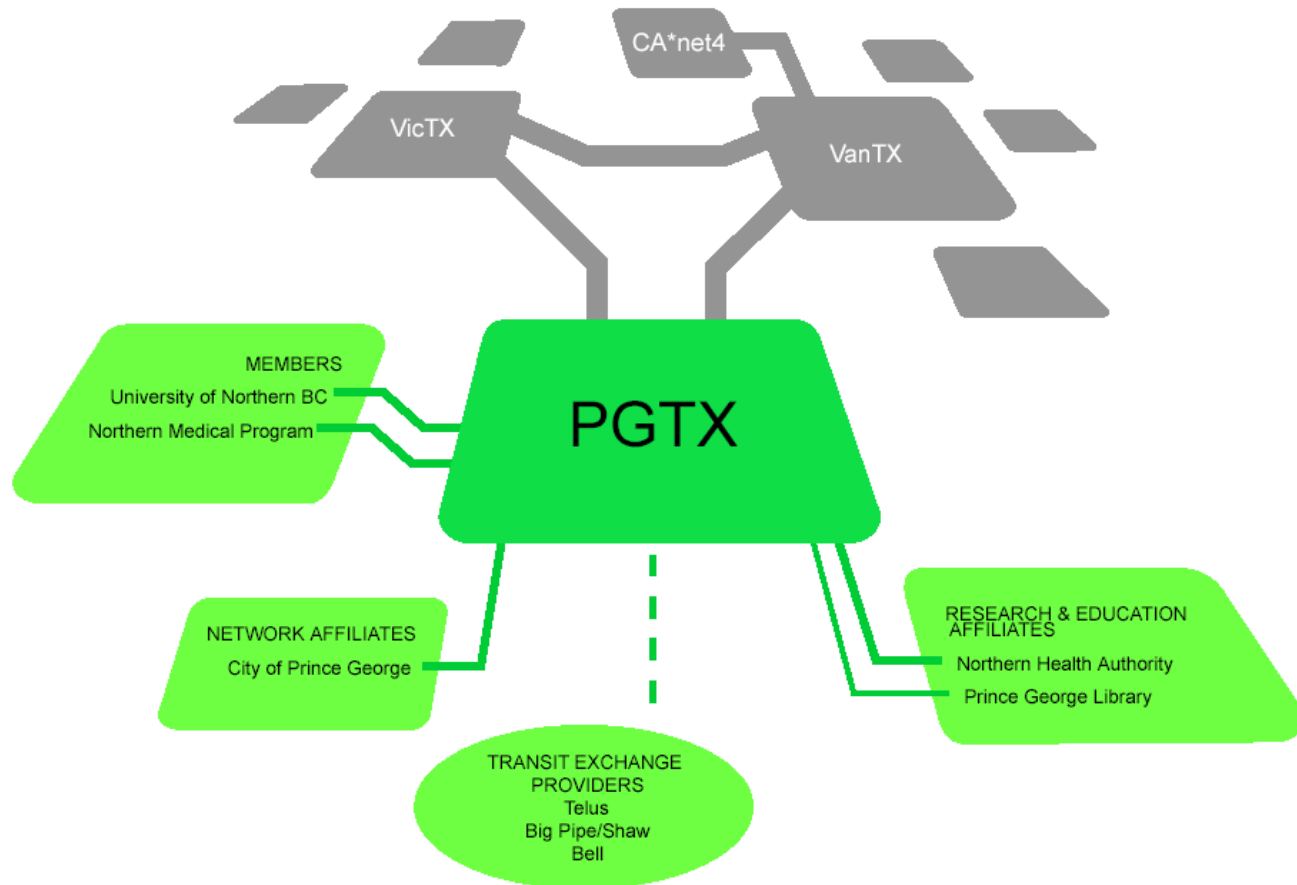 CA*net4
VicTX
VanTX
PGTX
MEMBERS
University of Northern BC
Northern Medical Program
NETWORK AFFILIATES
City of Prince George
RESEARCH & EDUCATION
AFFILIATES
Northern Health Authority
Prince George Library
TRANSIT EXCHANGE
PROVIDERS
Telus
Big Pipe/Shaw
Bell